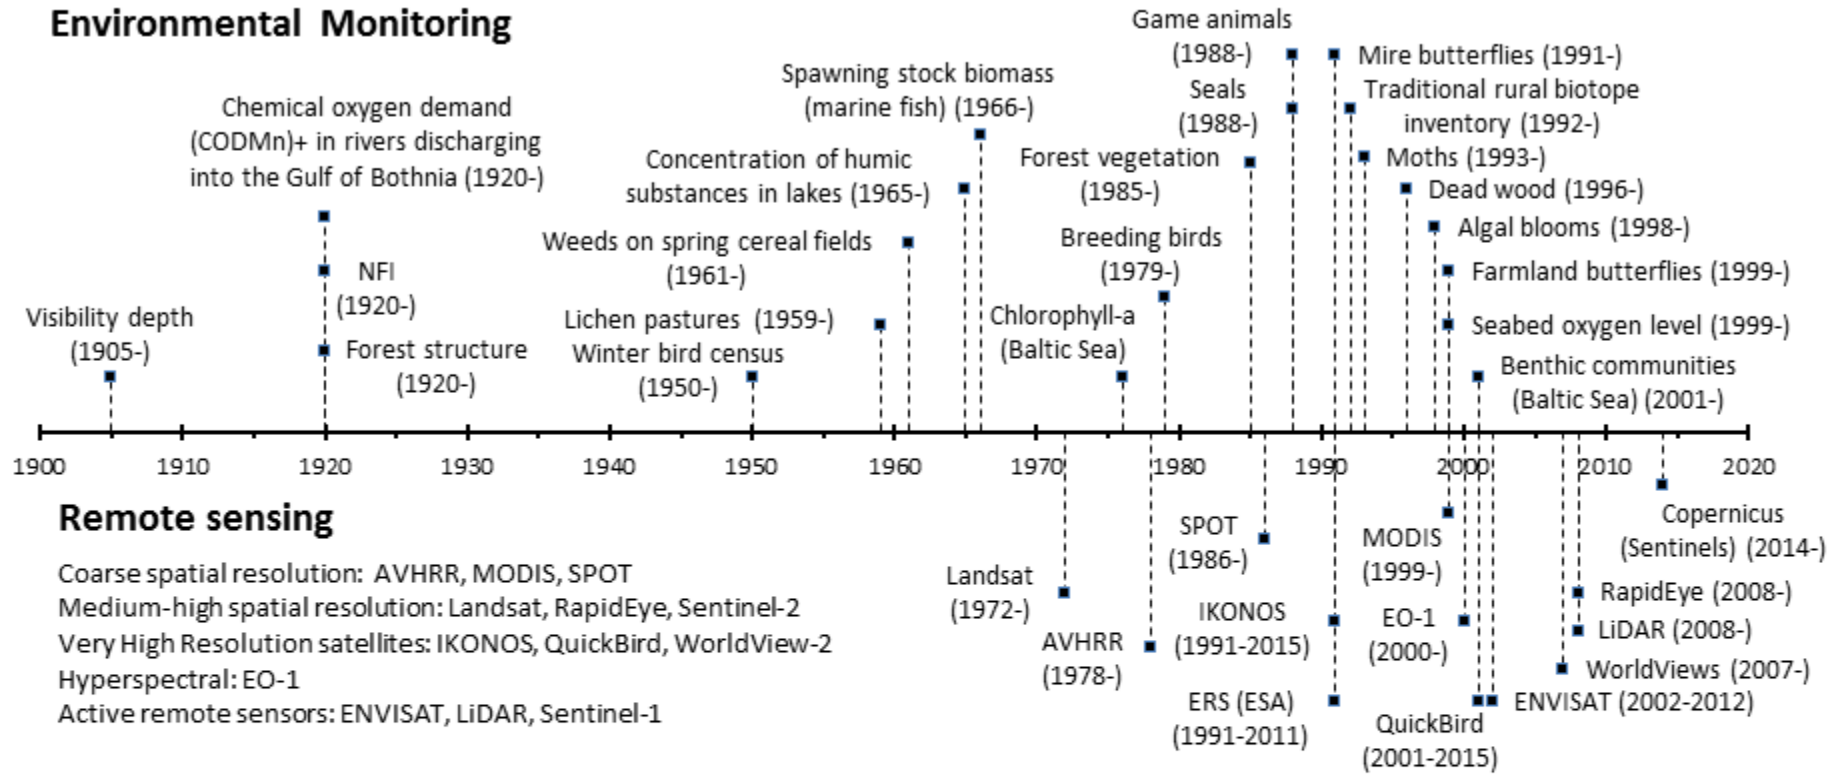 Environmental Monitoring
Game animals
(1988-)
Mire butterflies (1991-)
Spawning stock biomass
(marine fish) (1966-)
Seals
(1988-)
Traditional rural biotope
inventory (1992-)
Chemical oxygen demand
(CODMn)+ in rivers discharging
into the Gulf of Bothnia (1920-)
Concentration of humic
substances in lakes (1965-)
Forest vegetation
(1985-)
Moths (1993-)
Dead wood (1996-)
Weeds on spring cereal fields
(1961-)
Breeding birds
(1979-)
Algal blooms (1998-)
NFI
(1920-)
Farmland butterflies (1999-)
Visibility depth
(1905-)
Forest structure
(1920-)
Lichen pastures (1959-)
Winter bird census
(1950-)
Chlorophyll-a
(Baltic Sea)
Seabed oxygen level (1999-)
Benthic communities
(Baltic Sea) (2001-)
1900 1910 1920 1930 1940 1950 1960 1970 1980 1990 2000 2010 2020
Remote sensing
Coarse spatial resolution: AVHRR, MODIS, SPOT
Medium-high spatial resolution: Landsat, RapidEye, Sentinel-2
Very High Resolution satellites: IKONOS, QuickBird, WorldView-2
Hyperspectral: EO-1
Active remote sensors: ENVISAT, LiDAR, Sentinel-1
Landsat
(1972-)
AVHRR
(1978-)
SPOT
(1986-)
IKONOS
(1991-2015)
ERS (ESA)
(1991-2011)
MODIS
(1999-)
EO-1
(2000-)
QuickBird
(2001-2015)
Copernicus
(Sentinels) (2014-)
RapidEye (2008-)
LiDAR (2008-)
WorldViews (2007-)
ENVISAT (2002-2012)